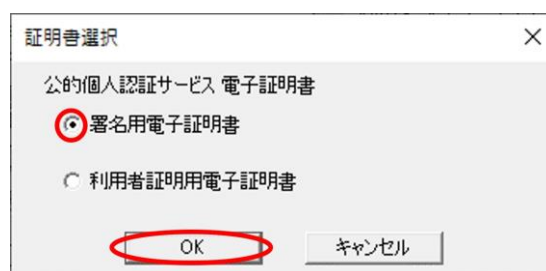 証明書選択
公的個人認証サービス 電子証明書
署名用電子証明書
利用者証明用電子証明書
OK
キャンセル